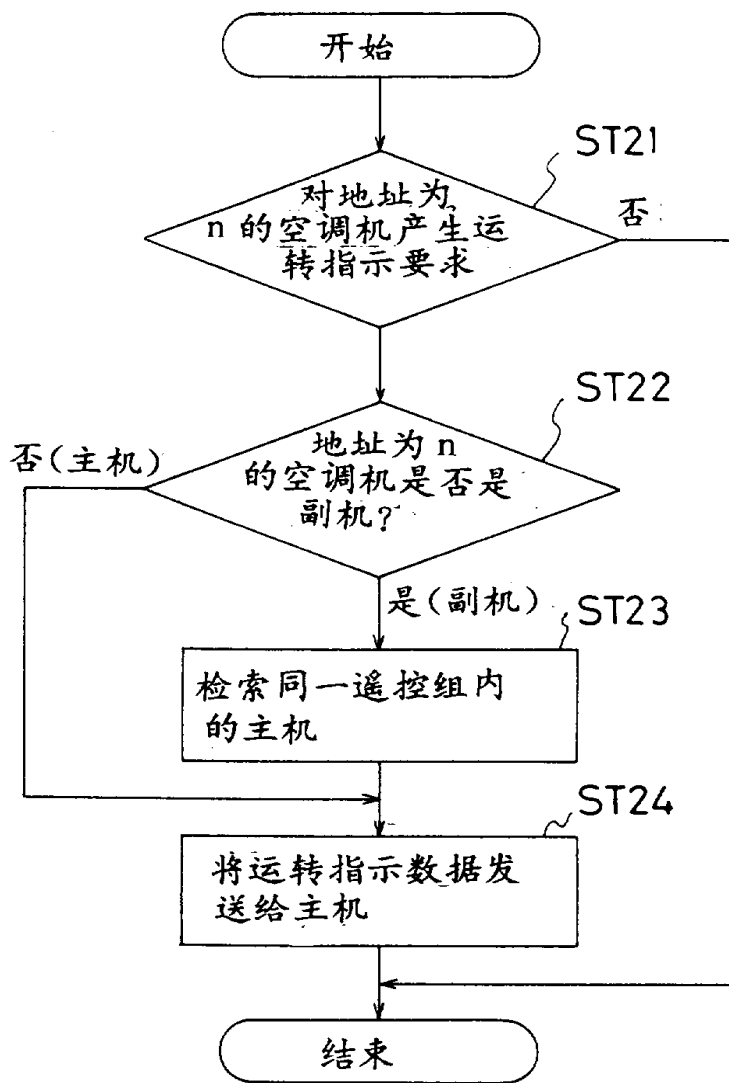 开始
ST21
对地址为
n的空调机产生运
转指示要求
否
ST22
地址为n
的空调机是否是
副机?
否(主机)
是(副机)
ST23
检索同一遥控组内
的主机
ST24
将运转指示数据发
送给主机
结束